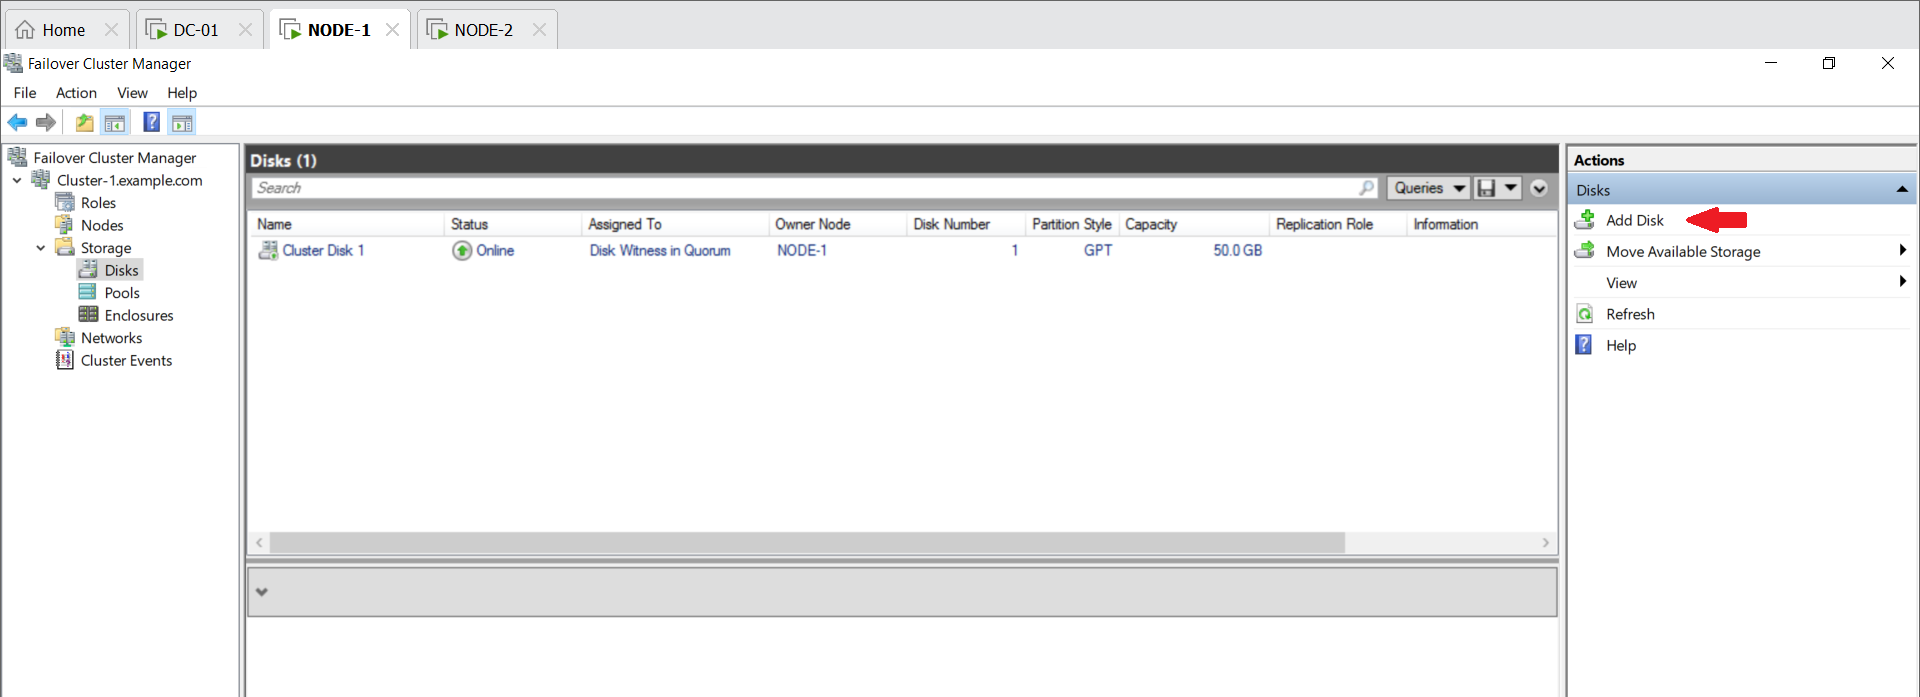 Home DC-01 NODE-1 NODE-2
Failover Cluster Manager
File Action View Help
Failover Cluster Manager
Cluster-1.example.com
Roles
Nodes
Storage
Disks
Pools
Enclosures
Networks
Cluster Events
Disks (1)
Search Queries
Name Status Assigned To Owner Node Disk Number Partition Style Capacity Replication Role Information
Cluster Disk 1 Online Disk Witness in Quorum NODE-1 1 GPT 50.0 GB
Actions
Disks
Add Disk
Move Available Storage
View
Refresh
Help